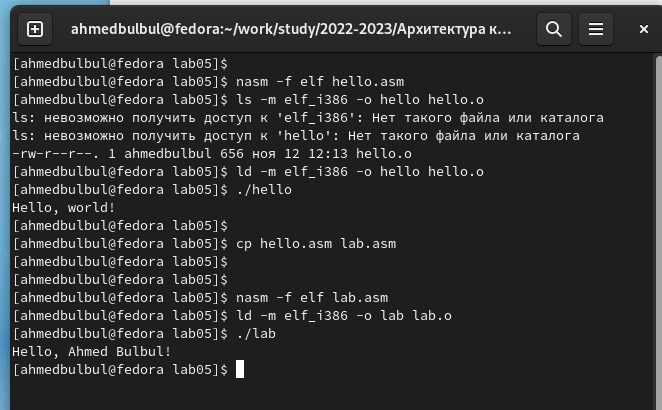 ahmedbulbul@fedora:~/work/study/2022-2023/Архитектура к...
[ahmedbulbul@fedora lab05]$
[ahmedbulbul@fedora lab05]$ nasm -f elf hello.asm
[ahmedbulbul@fedora lab05]$ ls -m elf_i386 -o hello hello.o
ls: невозможно получить доступ к 'elf_i386': Нет такого файла или каталога
ls: невозможно получить доступ к 'hello': Нет такого файла или каталога
-rw-r--r--. 1 ahmedbulbul 656 ноя 12 12:13 hello.o
[ahmedbulbul@fedora lab05]$ ld -m elf_i386 -o hello hello.o
[ahmedbulbul@fedora lab05]$ ./hello
Hello, world!
[ahmedbulbul@fedora lab05]$
[ahmedbulbul@fedora lab05]$ cp hello.asm lab.asm
[ahmedbulbul@fedora lab05]$
[ahmedbulbul@fedora lab05]$
[ahmedbulbul@fedora lab05]$ nasm -f elf lab.asm
[ahmedbulbul@fedora lab05]$ ld -m elf_i386 -o lab lab.o
[ahmedbulbul@fedora lab05]$ ./lab
Hello, Ahmed Bulbul!
[ahmedbulbul@fedora lab05]$